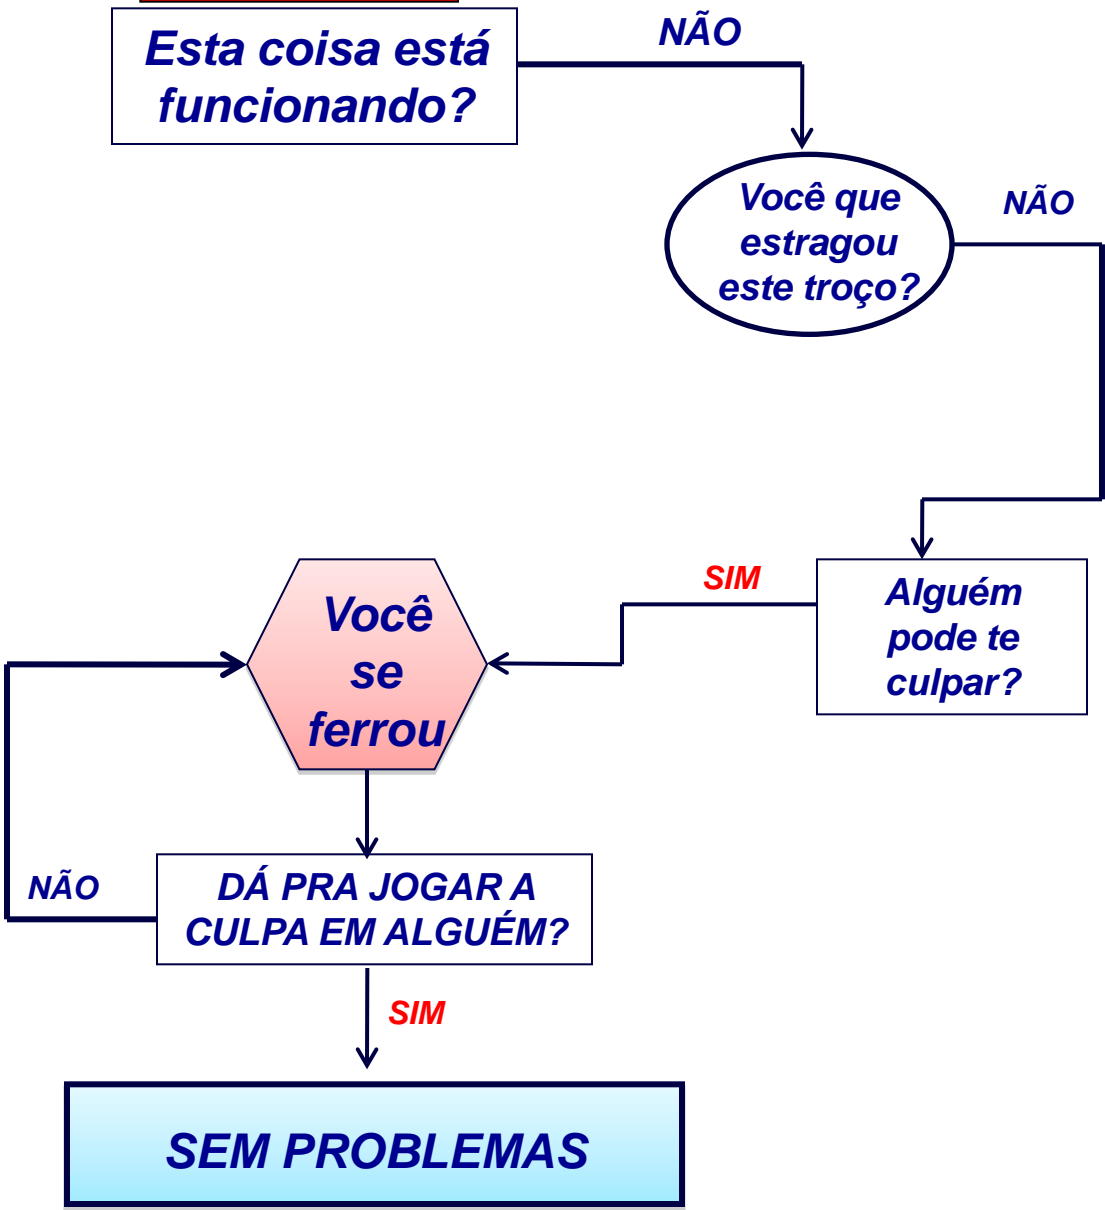 Esta coisa está
funcionando?
NÃO
Você que
estragou
este troço?
NÃO
Alguém
pode te
culpar?
SIM
Você
se
ferrou
DÁ PRA JOGAR A
CULPA EM ALGUÉM?
NÃO
SIM
SEM PROBLEMAS